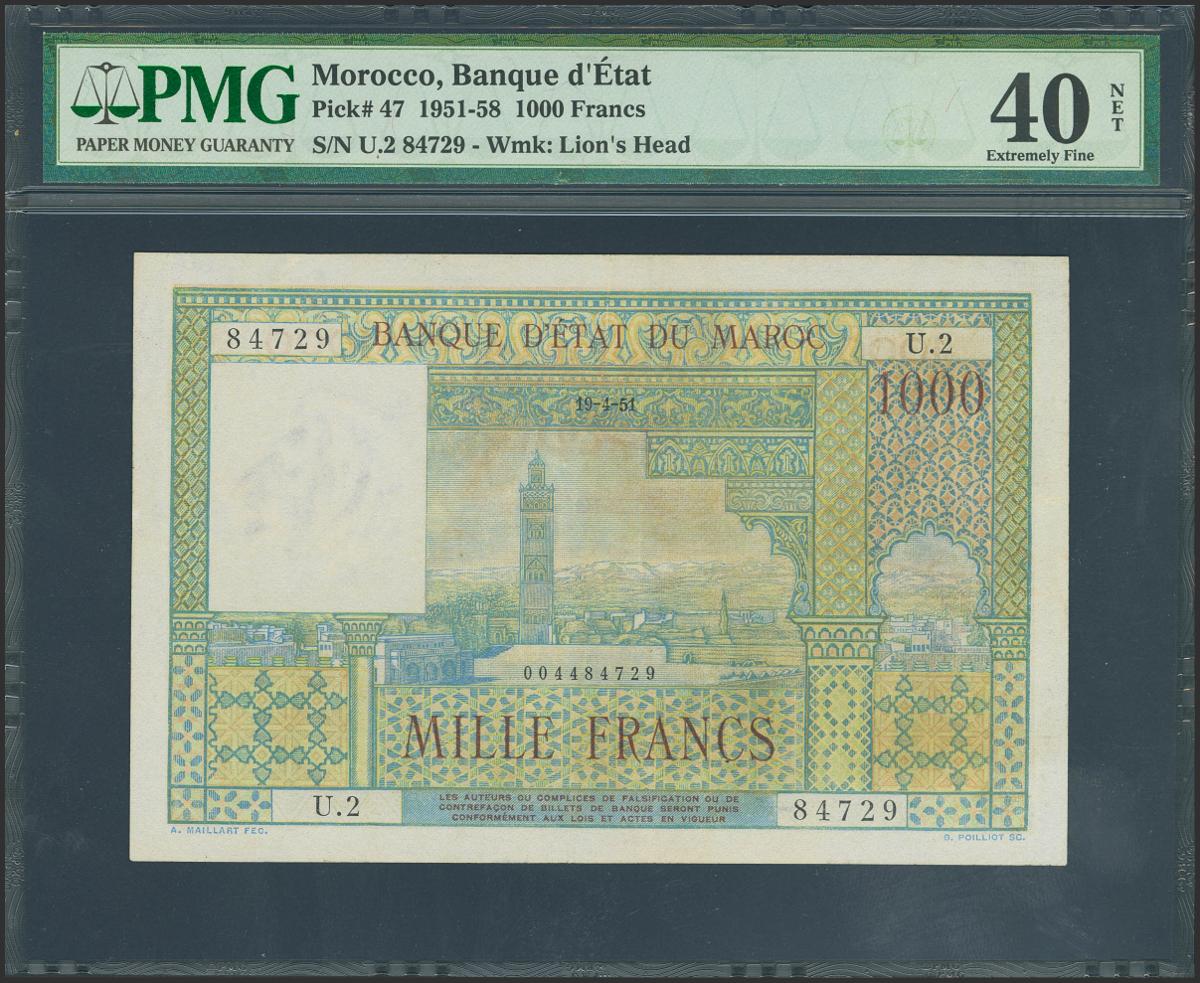 PMG
PAPER MONEY GUARANTY
Morocco, Banque d'État
Pick# 47 1951-58 1000 Francs
S/N U.2 84729 - Wmk: Lion's Head
40 NET
Extremely Fine
84729
BANQUE D'ÉTAT DU MAROC
U.2
1000
19-4-51
004484729
MILLE FRANCS
U.2
LES AUTEURS OU COMPLICES DE FALSIFICATION OU DE
CONTREFAÇON DE BILLETS DE BANQUE SERONT PUNIS
CONFORMÉMENT AUX LOIS ET ACTES EN VIGUEUR
84729
A. MAILLART FEC.
G. POILLIOT SC.